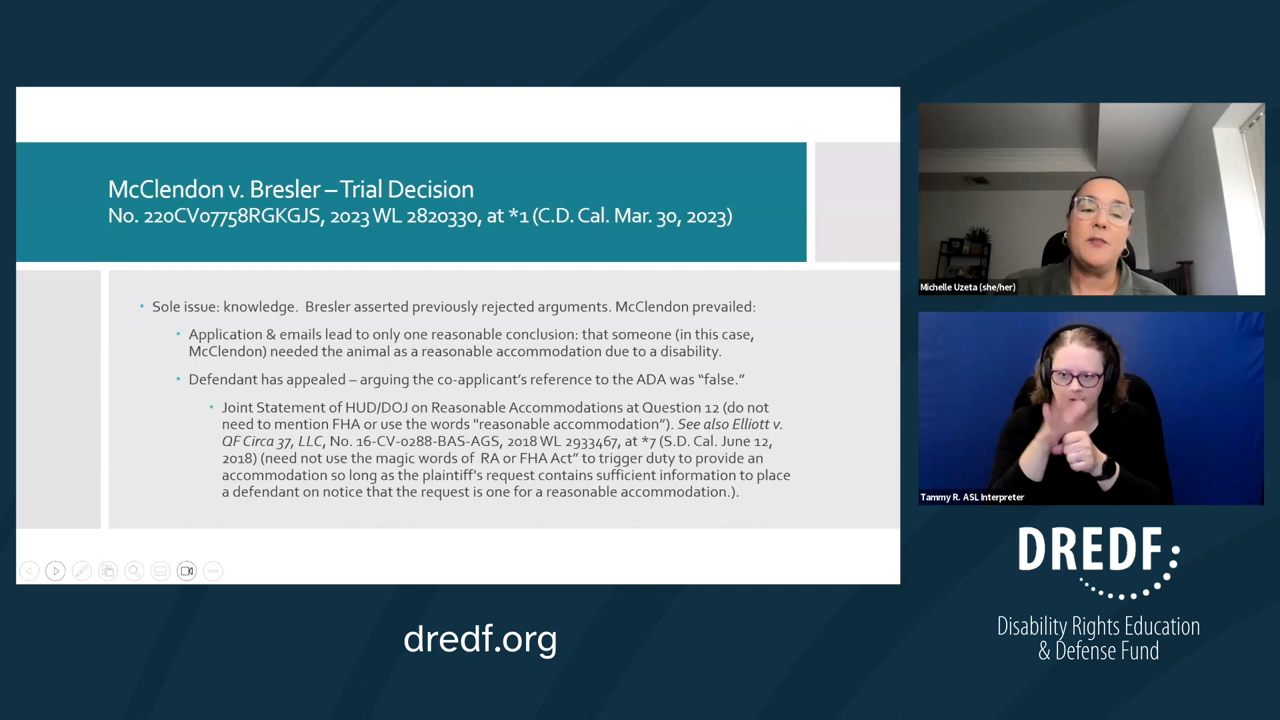 McClendon v. Bresler – Trial Decision
No. 220CV07758RGKGJS, 2023 WL 2820330, at *1 (C.D. Cal. Mar. 30, 2023)
• Sole issue: knowledge. Bresler asserted previously rejected arguments. McClendon prevailed:
• Application & emails lead to only one reasonable conclusion: that someone (in this case,
McClendon) needed the animal as a reasonable accommodation due to a disability.
• Defendant has appealed – arguing the co-applicant's reference to the ADA was “false.”
• Joint Statement of HUD/DOJ on Reasonable Accommodations at Question 12 (do not
need to mention FHA or use the words "reasonable accommodation”). See also Elliott v.
QF Circa 37, LLC, No. 16-CV-0288-BAS-AGS, 2018 WL 2933467, at *7 (S.D. Cal. June 12,
2018) (need not use the magic words of RA or FHA Act” to trigger duty to provide an
accommodation so long as the plaintiff's request contains sufficient information to place
a defendant on notice that the request is one for a reasonable accommodation.).
Michelle Uzeta (she/her)
Tammy R. ASL Interpreter
DREDF
Disability Rights Education
& Defense Fund
dredf.org